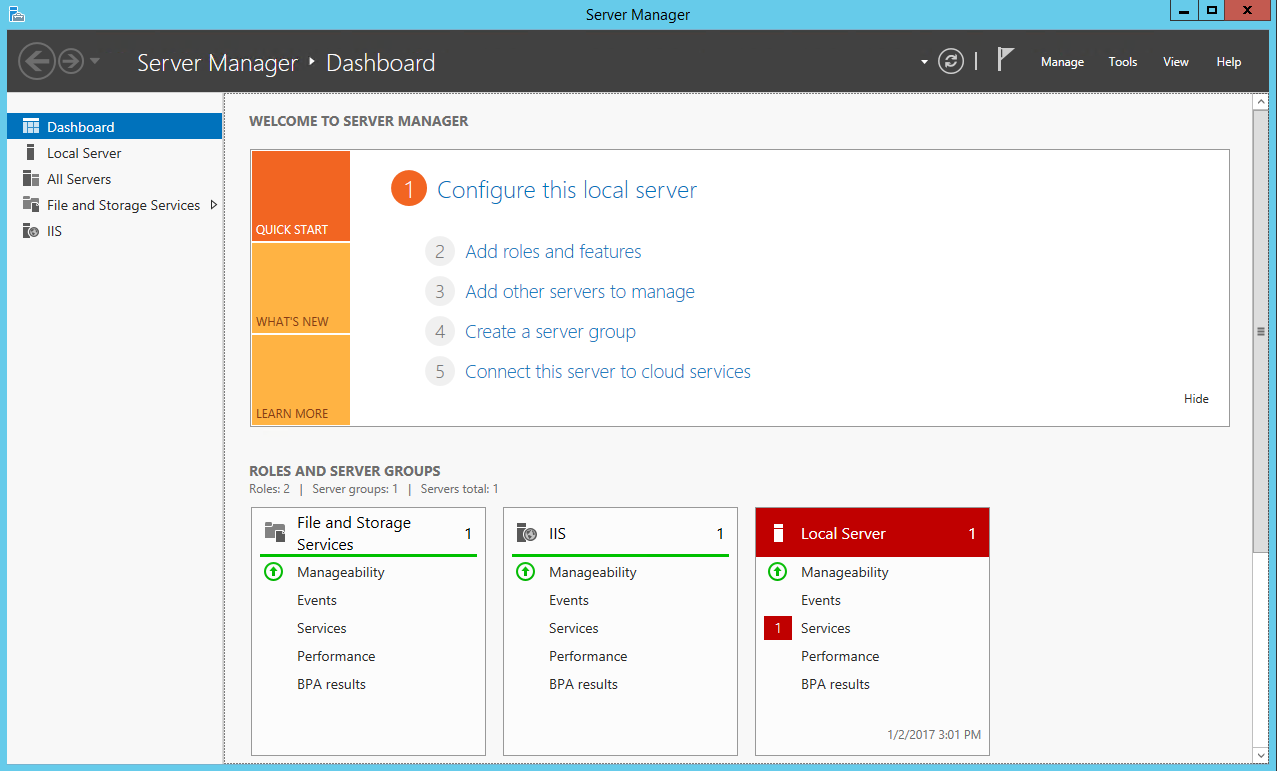 Server Manager
Server Manager ‣ Dashboard
Manage Tools View Help
Dashboard
Local Server
All Servers
File and Storage Services
IIS
WELCOME TO SERVER MANAGER
QUICK START
WHAT'S NEW
LEARN MORE
1 Configure this local server
2 Add roles and features
3 Add other servers to manage
4 Create a server group
5 Connect this server to cloud services
Hide
ROLES AND SERVER GROUPS
Roles: 2 | Server groups: 1 | Servers total: 1
File and Storage
Services 1
Manageability
Events
Services
Performance
BPA results
IIS 1
Manageability
Events
Services
Performance
BPA results
Local Server 1
Manageability
Events
1 Services
Performance
BPA results
1/2/2017 3:01 PM